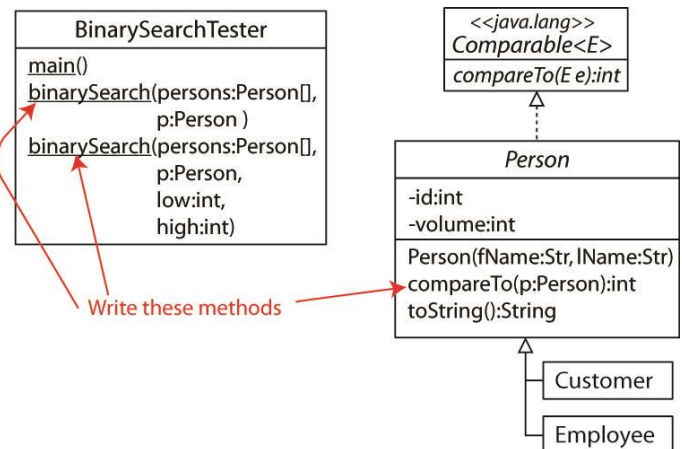 BinarySearchTester
main()
binarySearch(persons:Person[],
p:Person )
binarySearch(persons:Person[],
p:Person,
low:int,
high:int)
Write these methods
<<java.lang>>
Comparable<E>
compareTo(E e):int
Person
-id:int
-volume:int
Person(fName:Str, lName:Str)
compareTo(p:Person):int
toString():String
Customer
Employee